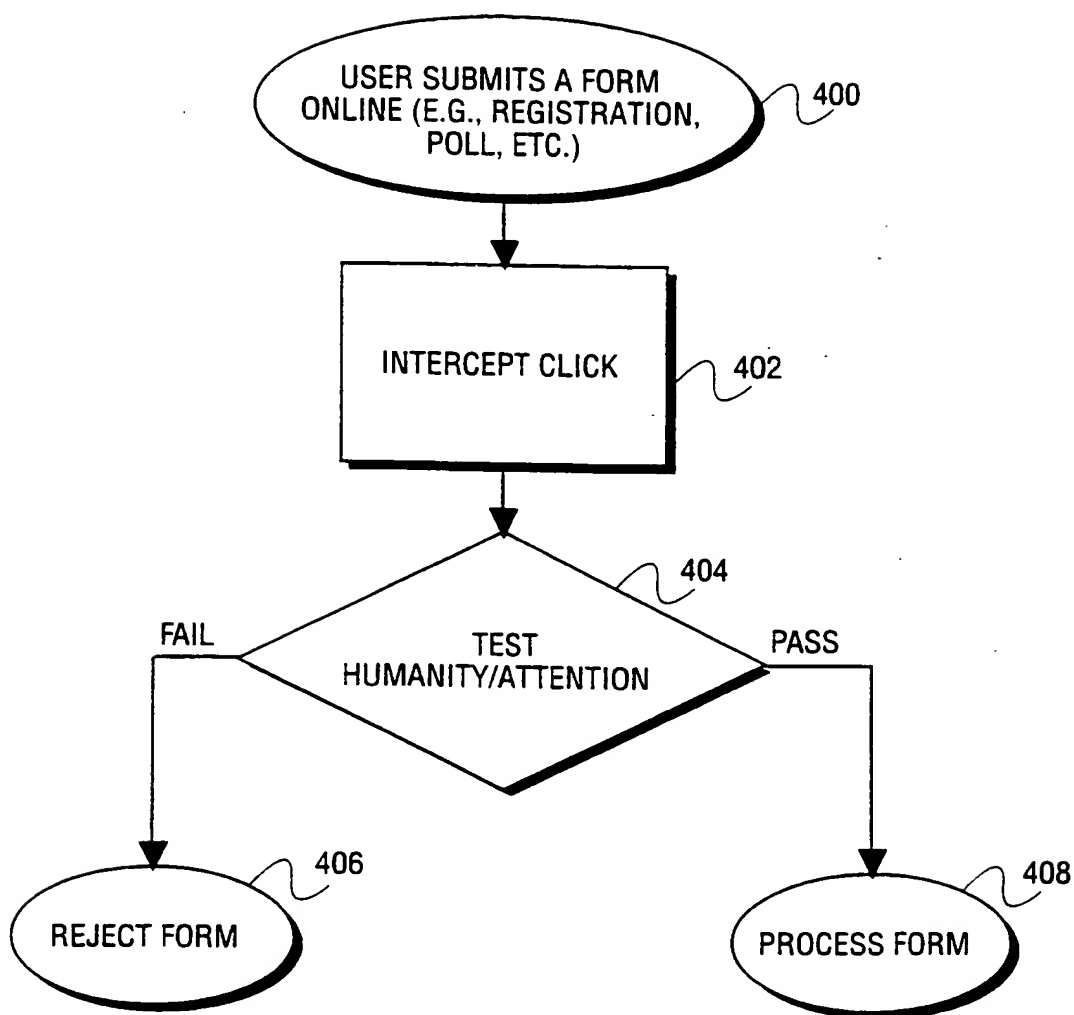 USER SUBMITS A FORM
ONLINE (E.G., REGISTRATION,
POLL, ETC.)
400
INTERCEPT CLICK
402
404
FAIL
TEST
HUMANITY/ATTENTION
PASS
406
REJECT FORM
408
PROCESS FORM